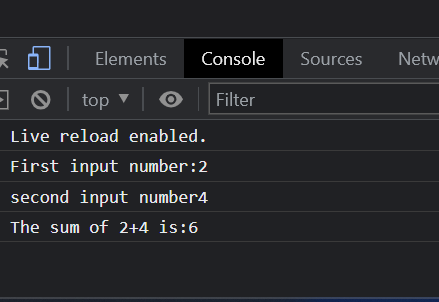 Elements Console Sources Netw
top ▼ Filter
Live reload enabled.
First input number:2
second input number4
The sum of 2+4 is:6